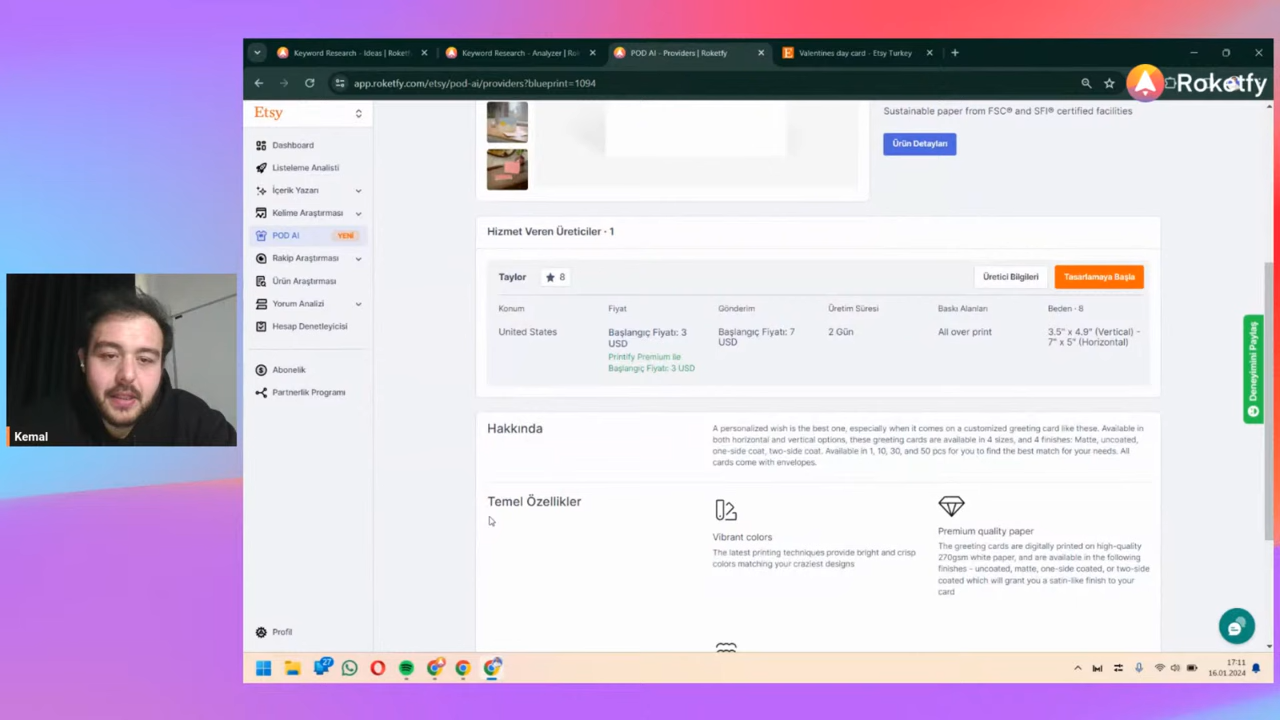 Keyword Research - Ideas | Roketf
Keyword Research - Analyzer | Ro
POD AI - Providers | Roketfy
Valentines day card - Etsy Turkey
app.roketfy.com/etsy/pod-ai/providers?blueprint=1094
Roketfy
Etsy
Dashboard
Listeleme Analisti
İçerik Yazarı
Kelime Araştırması
POD AI
YENİ
Rakip Araştırması
Ürün Araştırması
Yorum Analizi
Hesap Denetleyicisi
Abonelik
Partnerlik Programı
Profil
Sustainable paper from FSC® and SFI® certified facilities
Ürün Detayları
Hizmet Veren Üreticiler - 1
Taylor
8
Üretici Bilgileri
Tasarlamaya Başla
Konum
Fiyat
Gönderim
Üretim Süresi
Baskı Alanları
Beden - 8
United States
Başlangıç Fiyatı: 3
USD
Printify Premium ile
Başlangıç Fiyatı: 3 USD
Başlangıç Fiyatı: 7
USD
2 Gün
All over print
3.5" x 4.9" (Vertical) -
7" x 5" (Horizontal)
Hakkında
A personalized wish is the best one, especially when it comes on a customized greeting card like these. Available in
both horizontal and vertical options, these greeting cards are available in 4 sizes, and 4 finishes: Matte, uncoated,
one-side coat, two-side coat. Available in 1, 10, 30, and 50 pcs for you to find the best match for your needs. All
cards come with envelopes.
Temel Özellikler
Vibrant colors
The latest printing techniques provide bright and crisp
colors matching your craziest designs
Premium quality paper
The greeting cards are digitally printed on high-quality
270gsm white paper, and are available in the following
finishes - uncoated, matte, one-side coated, or two-side
coated which will grant you a satin-like finish to your
card
Deneyimini Paylaş
Kemal
27
17:11
16.01.2024